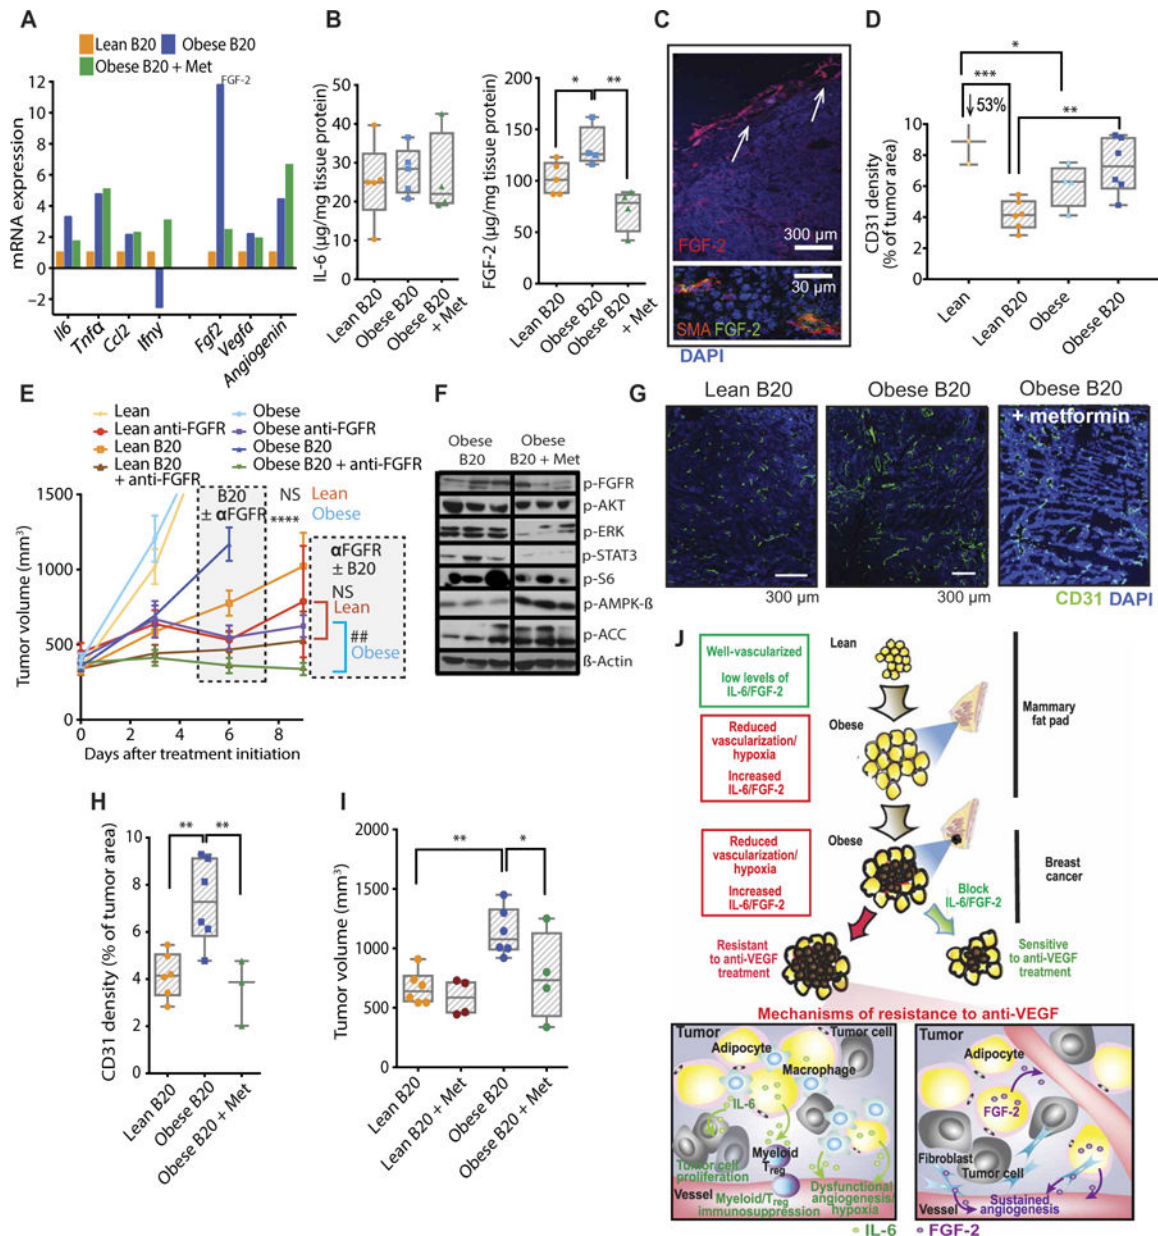 A
Lean B20
Obese B20
Obese B20 + Met
FGF-2
mRNA expression
12
10
8
6
4
2
0
−2
Il6
Tnfα
Ccl2
Ifnγ
Fgf2
Vegfa
Angiogenin
B
IL-6 (µg/mg tissue protein)
50
40
30
20
10
0
Lean B20
Obese B20
Obese B20
+ Met
FGF-2 (µg/mg tissue protein)
200
150
100
50
0
*
**
Lean B20
Obese B20
Obese B20
+ Met
C
FGF-2
300 µm
30 µm
SMA FGF-2
DAPI
D
*
***
↓ 53%
**
CD31 density
(% of tumor area)
10
8
6
4
2
0
Lean
Lean B20
Obese
Obese B20
E
Lean
Lean anti-FGFR
Lean B20
Lean B20
+ anti-FGFR
Obese
Obese anti-FGFR
Obese B20
Obese B20 + anti-FGFR
Tumor volume (mm³)
1500
1000
500
0
B20
± αFGFR
NS Lean
Obese
****
αFGFR
± B20
NS
Lean
##
Obese
0 2 4 6 8
Days after treatment initiation
F
Obese
B20
Obese
B20 + Met
p-FGFR
p-AKT
p-ERK
p-STAT3
p-S6
p-AMPK-ß
p-ACC
ß-Actin
G
Lean B20
Obese B20
Obese B20
+ metformin
300 µm
300 µm
300 µm
CD31 DAPI
H
CD31 density (% of tumor area)
10
8
6
4
2
0
**
**
Lean B20
Obese B20
Obese B20 + Met
I
Tumor volume (mm³)
2000
1500
1000
500
0
**
*
Lean B20
Lean B20 + Met
Obese B20
Obese B20 + Met
J
Well-vascularized
low levels of
IL-6/FGF-2
Lean
Reduced
vascularization/
hypoxia
Increased
IL-6/FGF-2
Obese
Mammary
fat pad
Reduced
vascularization/
hypoxia
Increased
IL-6/FGF-2
Obese
Breast
cancer
Block
IL-6/FGF-2
Resistant
to anti-VEGF
treatment
Sensitive
to anti-VEGF
treatment
Mechanisms of resistance to anti-VEGF
Tumor
Adipocyte
Tumor cell
Macrophage
IL-6
Myeloid
Treg
Tumor cell
proliferation
Vessel
Myeloid/Treg
immunosuppression
Dysfunctional
angiogenesis/
hypoxia
IL-6
Tumor
Adipocyte
FGF-2
Fibroblast
Tumor cell
Vessel
Sustained
angiogenesis
FGF-2